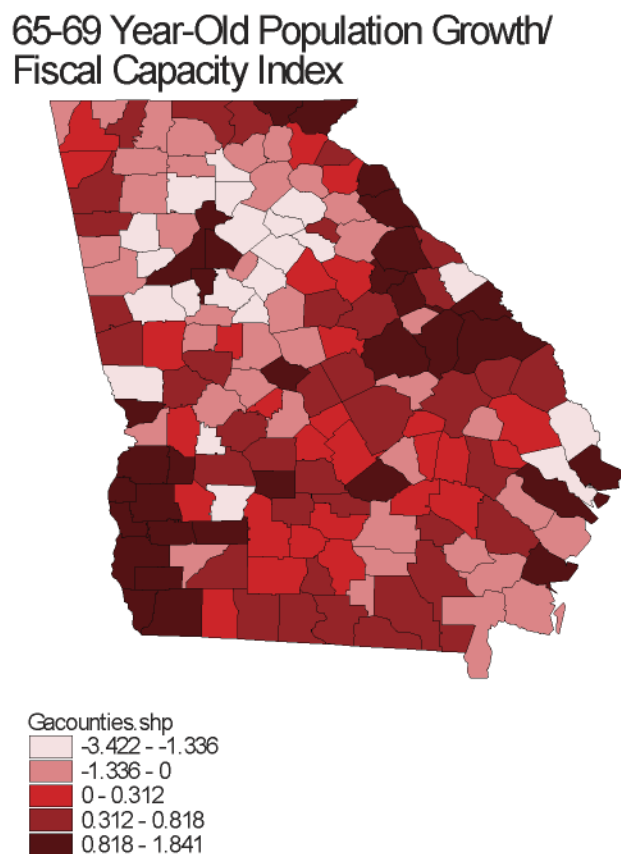 65-69 Year-Old Population Growth/
Fiscal Capacity Index
Gacounties.shp
-3.422 - -1.336
-1.336 - 0
0 - 0.312
0.312 - 0.818
0.818 - 1.841